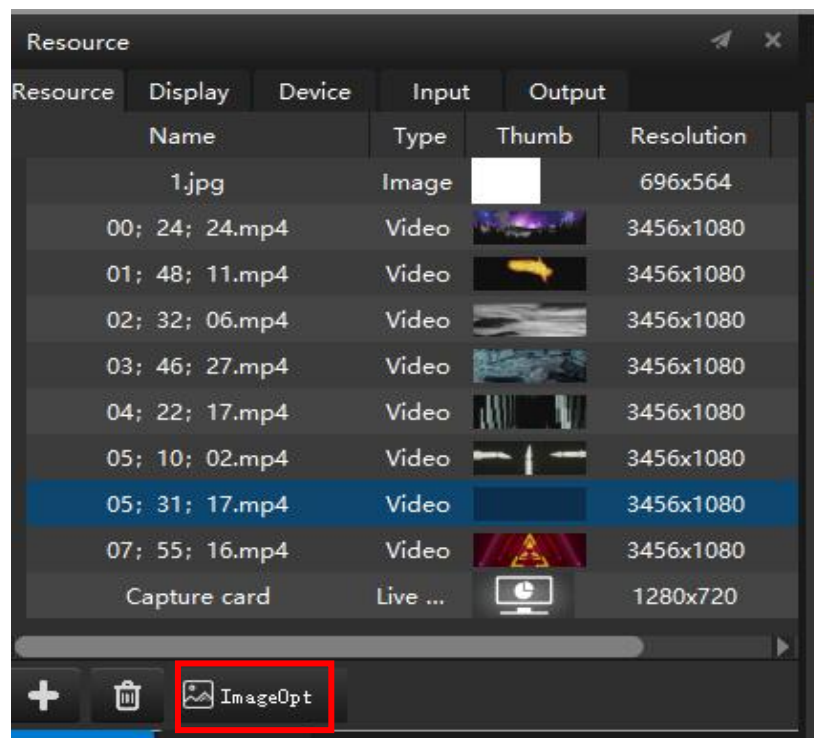 Resource
Resource Display Device Input Output
Name Type Thumb Resolution
1.jpg Image 696x564
00; 24; 24.mp4 Video 3456x1080
01; 48; 11.mp4 Video 3456x1080
02; 32; 06.mp4 Video 3456x1080
03; 46; 27.mp4 Video 3456x1080
04; 22; 17.mp4 Video 3456x1080
05; 10; 02.mp4 Video 3456x1080
05; 31; 17.mp4 Video 3456x1080
07; 55; 16.mp4 Video 3456x1080
Capture card Live ... 1280x720
ImageOpt